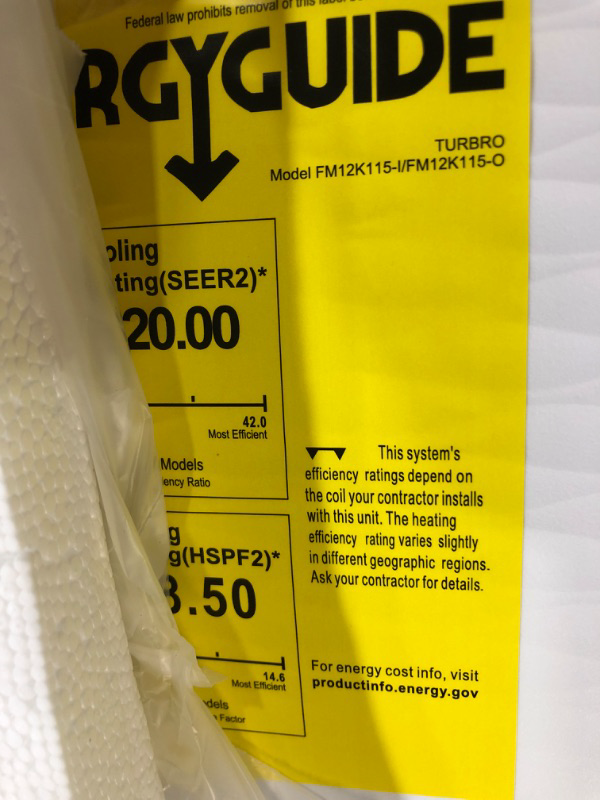 Federal law prohibits removal of this label
RGYGUIDE
TURBRO
Model FM12K115-I/FM12K115-O
oling
ting(SEER2)*
20.00
42.0
Most Efficient
Models
ency Ratio
g
g(HSPF2)*
8.50
14.6
Most Efficient
dels
Factor
This system's
efficiency ratings depend on
the coil your contractor installs
with this unit. The heating
efficiency rating varies slightly
in different geographic regions.
Ask your contractor for details.
For energy cost info, visit
productinfo.energy.gov